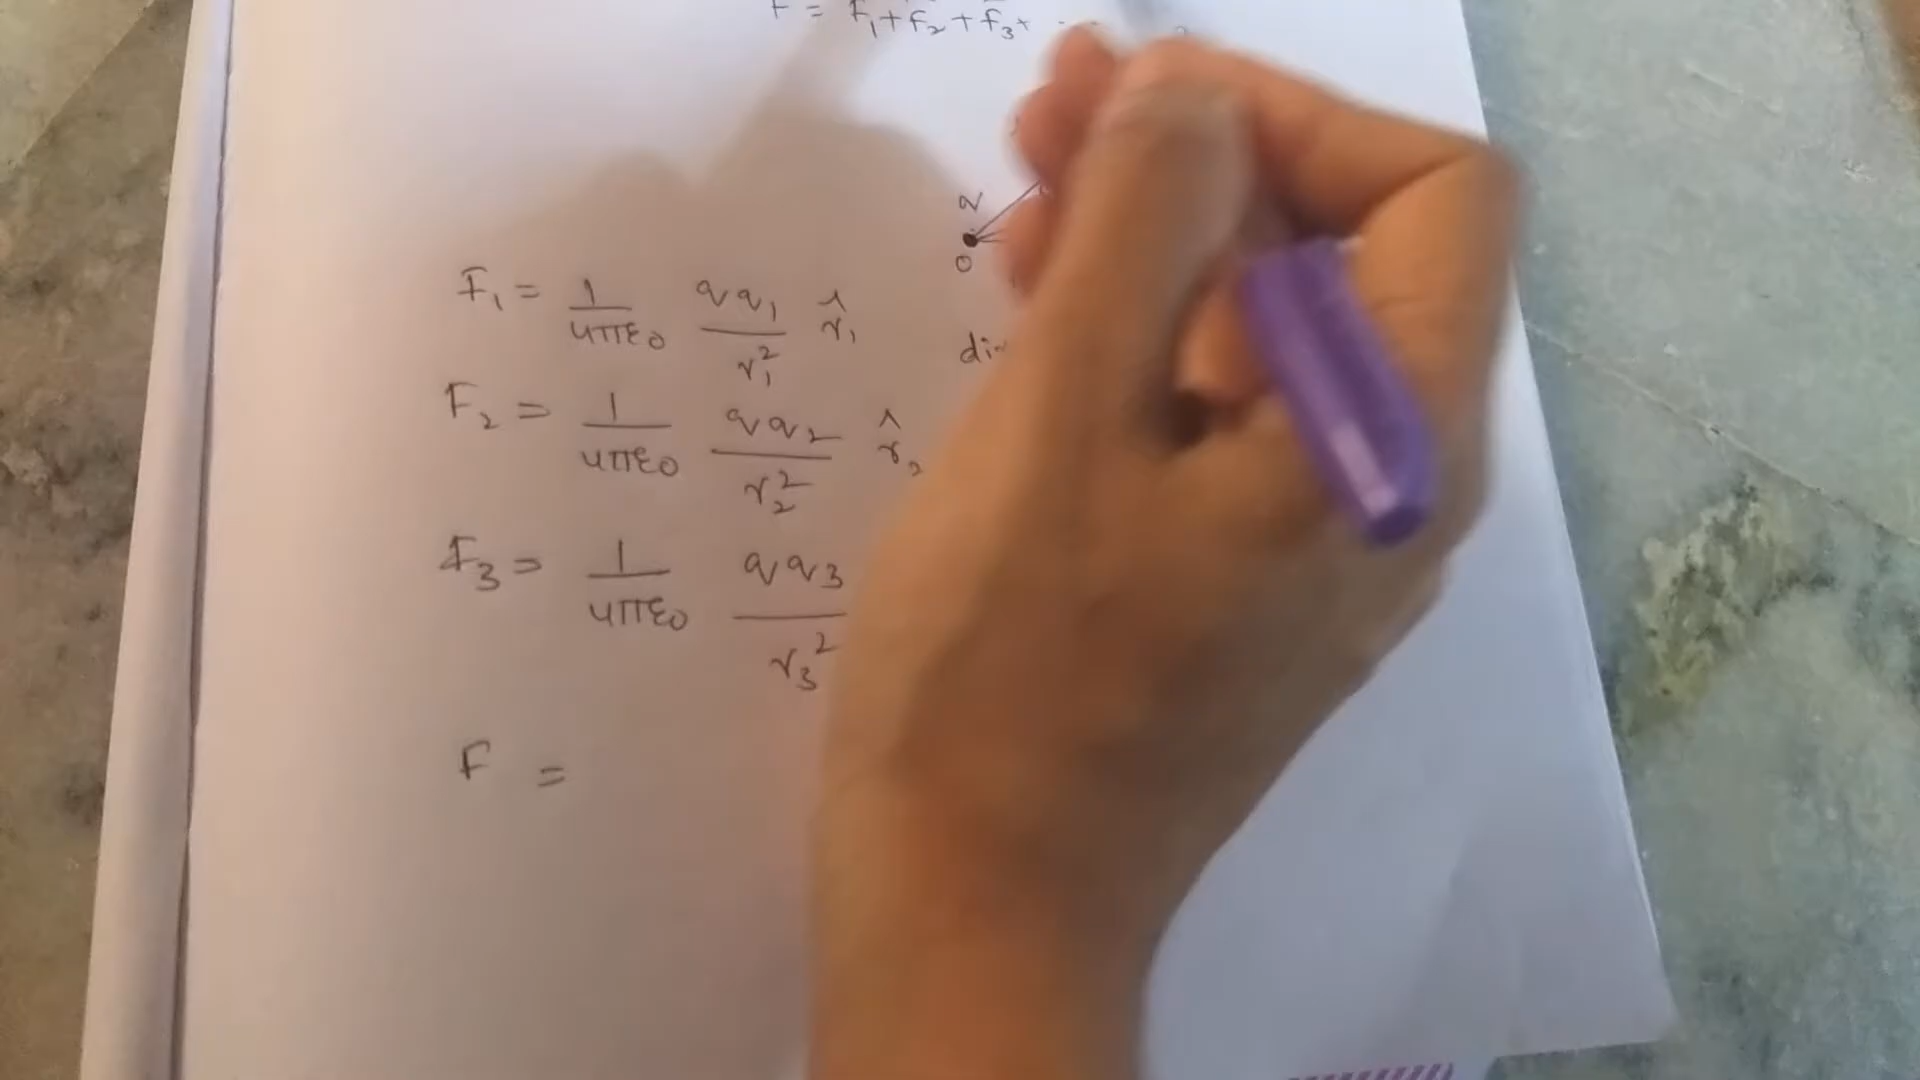 F = F₁ + F₂ + F₃ +
q
O
F₁ = 1/4πε₀ qq₁/r₁² r̂₁
di
F₂ = 1/4πε₀ qq₂/r₂² r̂₂
F₃ = 1/4πε₀ qq₃/r₃²
F =